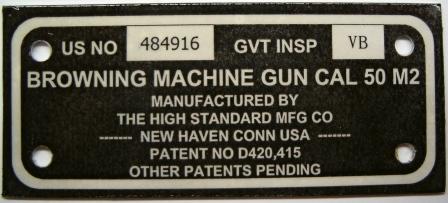 US NO 484916 GVT INSP VB
BROWNING MACHINE GUN CAL 50 M2
MANUFACTURED BY
THE HIGH STANDARD MFG CO
------- NEW HAVEN CONN USA -------
PATENT NO D420,415
OTHER PATENTS PENDING